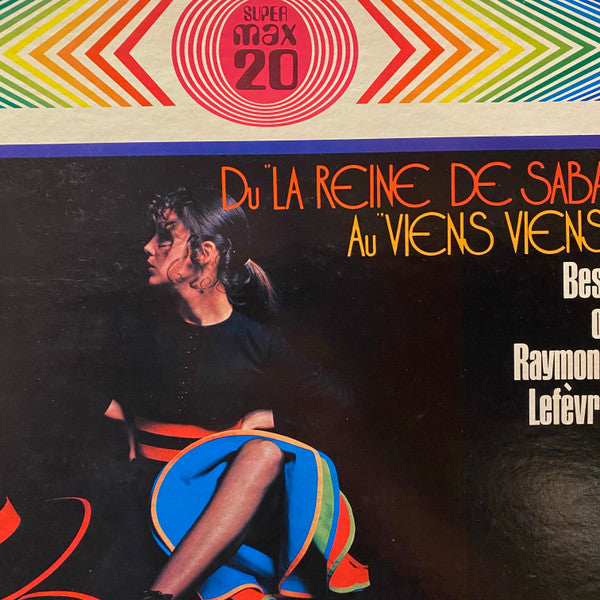 SUPER
max
20
Du "LA REINE DE SABA
Au "VIENS VIENS
Bes
o
Raymon
Lefèvr